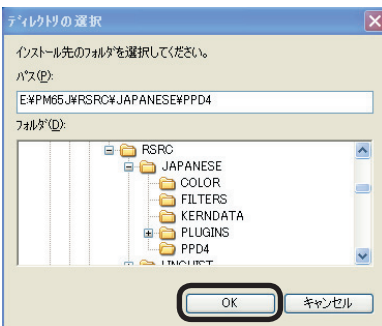 ﾃﾞｨﾚｸﾄﾘの選択
インストール先のフォルダを選択してください。
ﾊﾟｽ(P):
E:¥PM65J¥RSRC¥JAPANESE¥PPD4
ﾌｫﾙﾀﾞ(D):
RSRC
JAPANESE
COLOR
FILTERS
KERNDATA
PLUGINS
PPD4
LINGUIST
OK
キャンセル